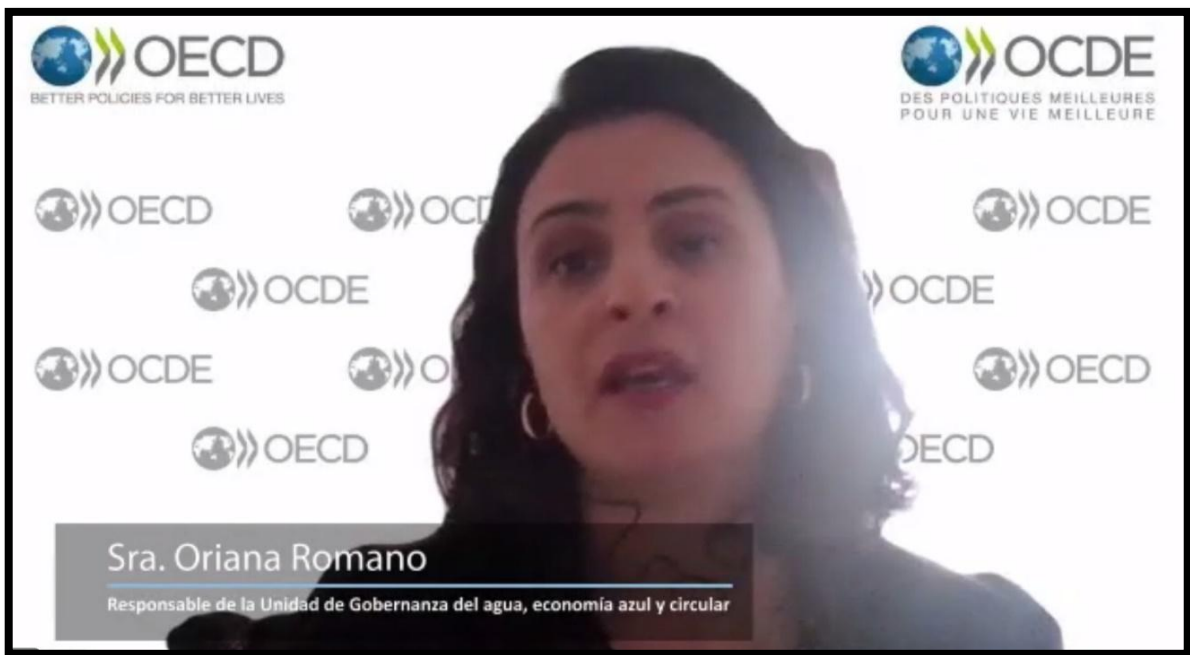 OECD
BETTER POLICIES FOR BETTER LIVES
OCDE
DES POLITIQUES MEILLEURES
POUR UNE VIE MEILLEURE
OECD
OCDE
OCDE
OCDE
OCDE
OECD
OECD
OECD
Sra. Oriana Romano
Responsable de la Unidad de Gobernanza del agua, economía azul y circular